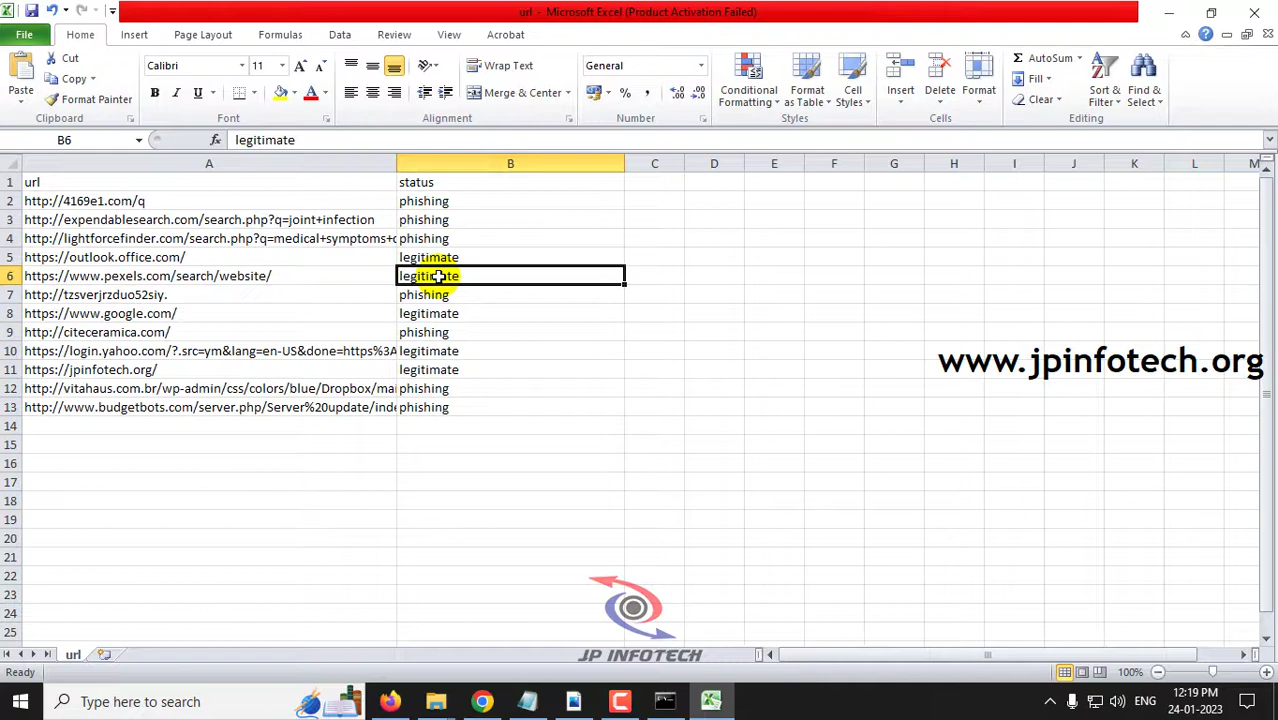 url - Microsoft Excel (Product Activation Failed)
File Home Insert Page Layout Formulas Data Review View Acrobat
Paste
Cut
Copy
Format Painter
Clipboard
Calibri 11
B I U
Font
Wrap Text
Merge & Center
Alignment
General
Number
Conditional Formatting
Format as Table
Cell Styles
Styles
Insert Delete Format
Cells
Σ AutoSum
Fill
Clear
Sort & Filter
Find & Select
Editing
B6 fx legitimate
A B C D E F G H I J K L M
1 url status
2 http://4169e1.com/q phishing
3 http://expendablesearch.com/search.php?q=joint+infection phishing
4 http://lightforcefinder.com/search.php?q=medical+symptoms+c phishing
5 https://outlook.office.com/ legitimate
6 https://www.pexels.com/search/website/ legitimate
7 http://tzsverjrzduo52siy. phishing
8 https://www.google.com/ legitimate
9 http://citeceramica.com/ phishing
10 https://login.yahoo.com/?.src=ym&lang=en-US&done=https%3A legitimate
11 https://jpinfotech.org/ legitimate
12 http://vitahaus.com.br/wp-admin/css/colors/blue/Dropbox/mai phishing
13 http://www.budgetbots.com/server.php/Server%20update/inde phishing
14
15
16
17
18
19
20
21
22
23
24
25
www.jpinfotech.org
JP INFOTECH
url
Ready 100%
Type here to search
ENG
12:19 PM
24-01-2023